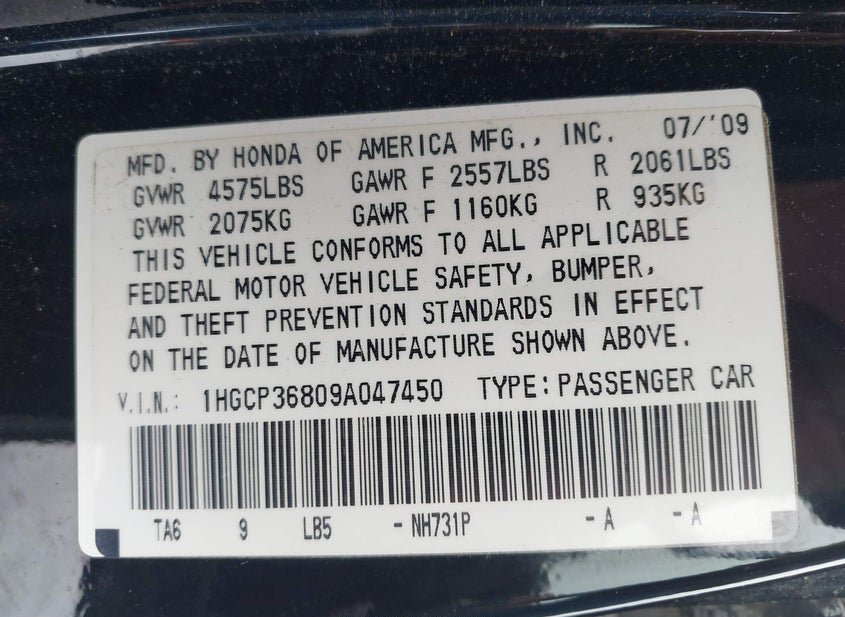 MFD. BY HONDA OF AMERICA MFG., INC. 07/'09
GVWR 4575LBS GAWR F 2557LBS R 2061LBS
GVWR 2075KG GAWR F 1160KG R 935KG
THIS VEHICLE CONFORMS TO ALL APPLICABLE
FEDERAL MOTOR VEHICLE SAFETY, BUMPER,
AND THEFT PREVENTION STANDARDS IN EFFECT
ON THE DATE OF MANUFACTURE SHOWN ABOVE.
V.I.N.: 1HGCP36809A047450 TYPE: PASSENGER CAR
TA6 9 LB5 -NH731P -A -A